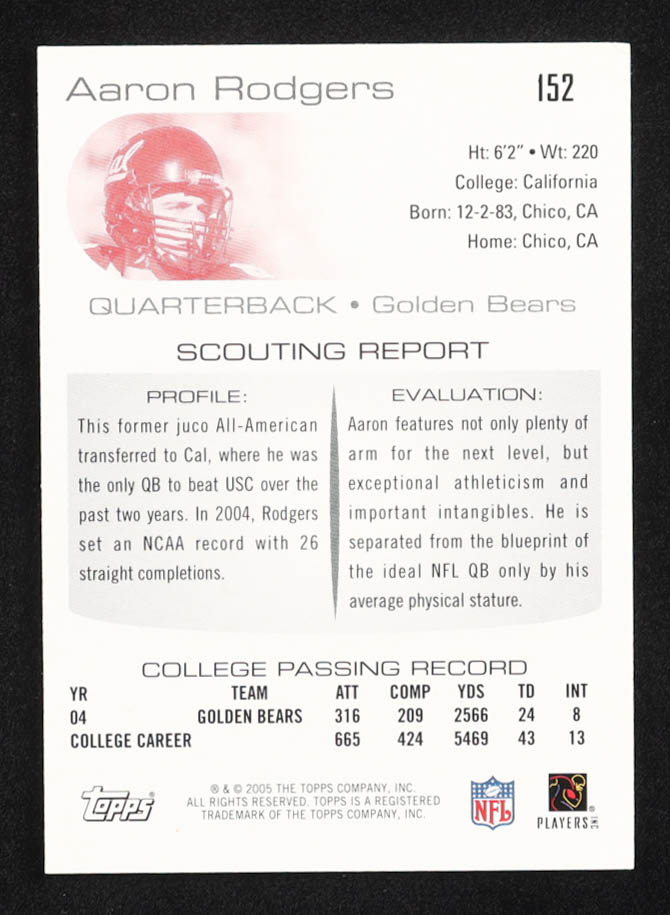 Aaron Rodgers
152
Cal
Ht: 6'2" • Wt: 220
College: California
Born: 12-2-83, Chico, CA
Home: Chico, CA
QUARTERBACK • Golden Bears
SCOUTING REPORT
PROFILE:
This former juco All-American
transferred to Cal, where he was
the only QB to beat USC over the
past two years. In 2004, Rodgers
set an NCAA record with 26
straight completions.
EVALUATION:
Aaron features not only plenty of
arm for the next level, but
exceptional athleticism and
important intangibles. He is
separated from the blueprint of
the ideal NFL QB only by his
average physical stature.
COLLEGE PASSING RECORD
YR TEAM ATT COMP YDS TD INT
04 GOLDEN BEARS 316 209 2566 24 8
COLLEGE CAREER 665 424 5469 43 13
Topps®
® & © 2005 THE TOPPS COMPANY, INC.
ALL RIGHTS RESERVED. TOPPS IS A REGISTERED
TRADEMARK OF THE TOPPS COMPANY, INC.
NFL
PLAYERS INC